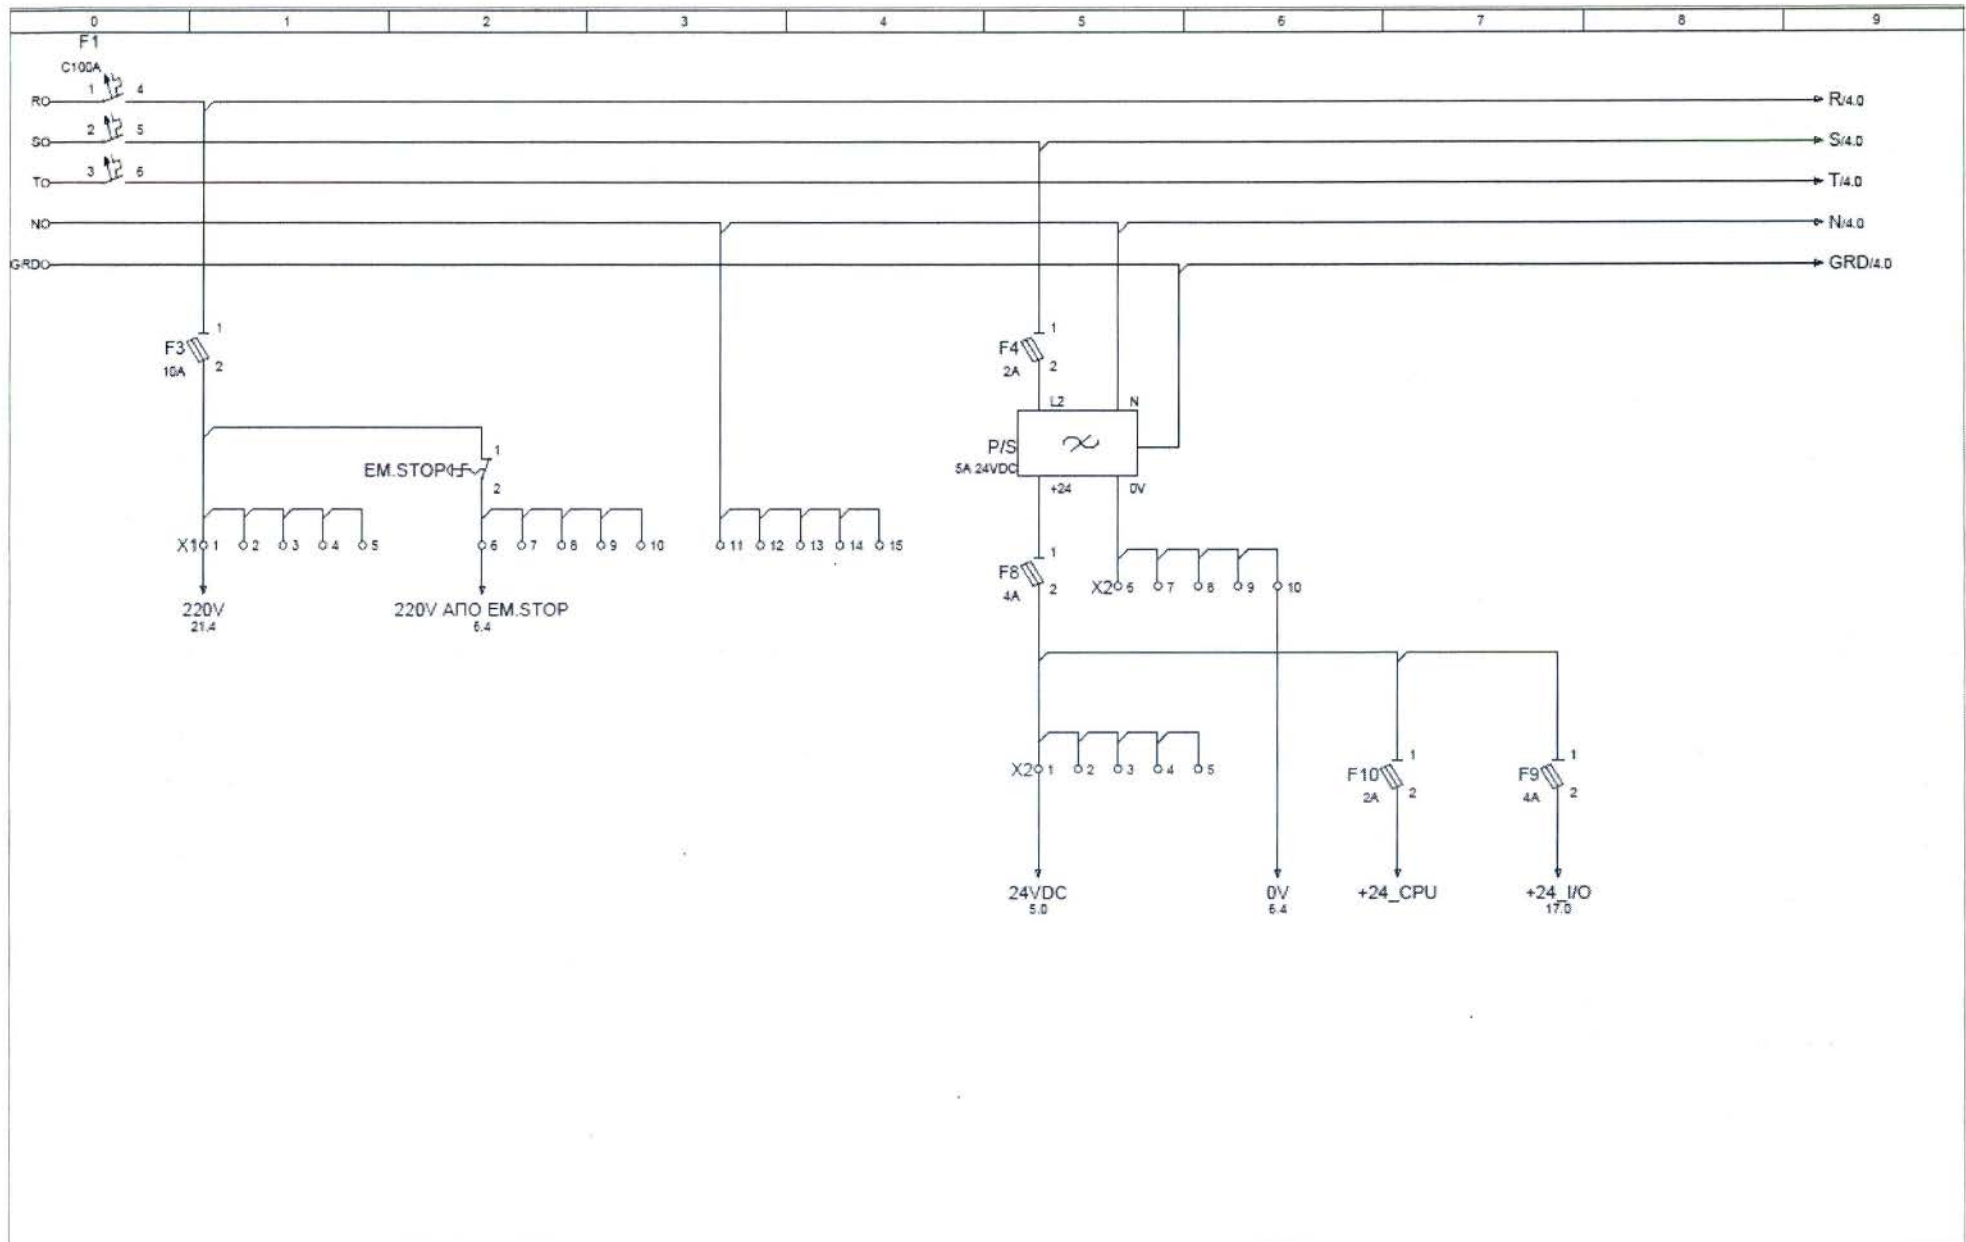 0 1 2 3 4 5 6 7 8 9
F1
C100A
RO 1 4 R/4.0
SO 2 5 S/4.0
TO 3 6 T/4.0
NO N/4.0
GRDO GRD/4.0
F3 1
10A 2
F4 1
2A 2
L2 N
P/S
5A 24VDC
+24 0V
EM.STOP 1
2
X1 1 2 3 4 5 6 7 8 9 10 11 12 13 14 15
220V
21.4
220V ΑΠΟ EM.STOP
6.4
F8 1
4A 2
X2 6 7 8 9 10
X2 1 2 3 4 5
F10 1
2A 2
F9 1
4A 2
24VDC
5.0
0V
6.4
+24_CPU
+24_I/O
17.0